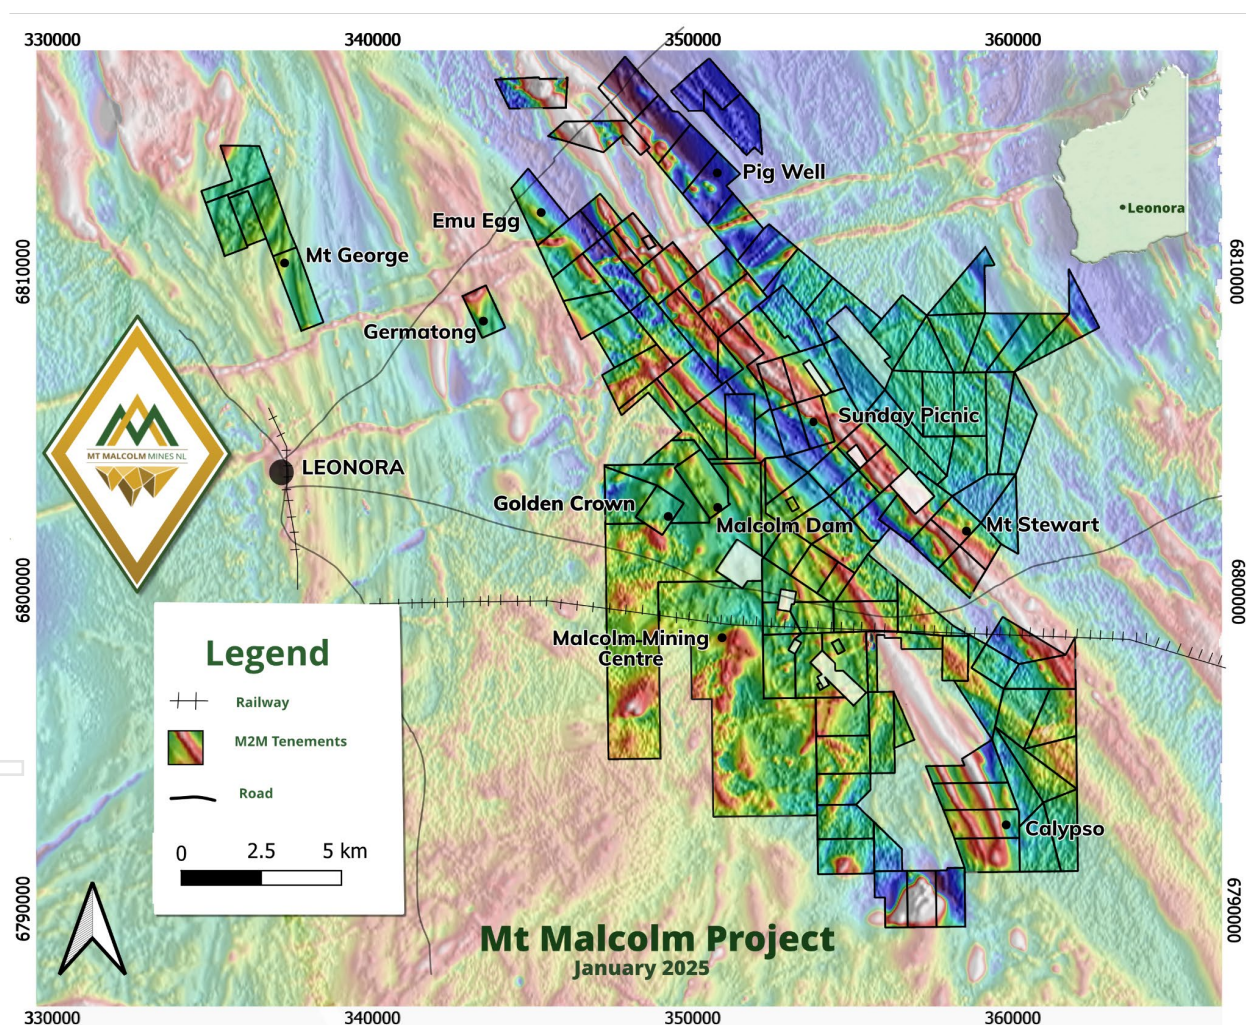 330000
340000
350000
360000
Pig Well
Leonora
Emu Egg
Mt George
6810000
6810000
Germatong
Sunday Picnic
MT MALCOLM MINES NL
LEONORA
Golden Crown
Malcolm Dam
Mt Stewart
6800000
6800000
Malcolm Mining
Centre
Legend
Railway
M2M Tenements
Road
0 2.5 5 km
Calypso
6790000
6790000
Mt Malcolm Project
January 2025
330000
340000
350000
360000